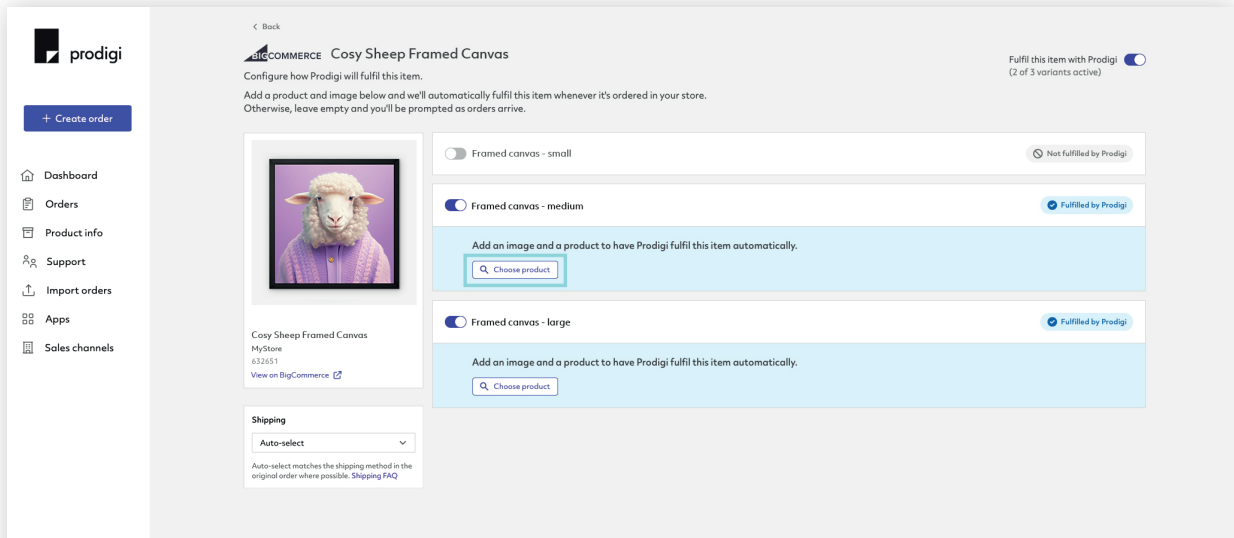 prodigi
+ Create order
Dashboard
Orders
Product info
Support
Import orders
Apps
Sales channels
< Back
BIGCOMMERCE Cosy Sheep Framed Canvas
Configure how Prodigi will fulfil this item.
Add a product and image below and we'll automatically fulfil this item whenever it's ordered in your store.
Otherwise, leave empty and you'll be prompted as orders arrive.
Fulfil this item with Prodigi
(2 of 3 variants active)
Cosy Sheep Framed Canvas
MyStore
632651
View on BigCommerce
Shipping
Auto-select
Auto-select matches the shipping method in the
original order where possible. Shipping FAQ
Framed canvas - small
Not fulfilled by Prodigi
Framed canvas - medium
Fulfilled by Prodigi
Add an image and a product to have Prodigi fulfil this item automatically.
Choose product
Framed canvas - large
Fulfilled by Prodigi
Add an image and a product to have Prodigi fulfil this item automatically.
Choose product